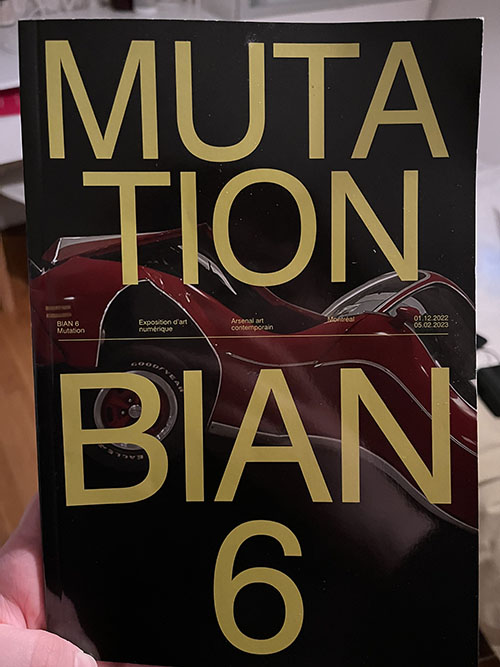 MUTA
TION
BIAN 6
Mutation
Exposition d'art
numérique
Arsenal art
contemporain
Montréal
01.12.2022
05.02.2023
GOODYEAR
BIAN
6